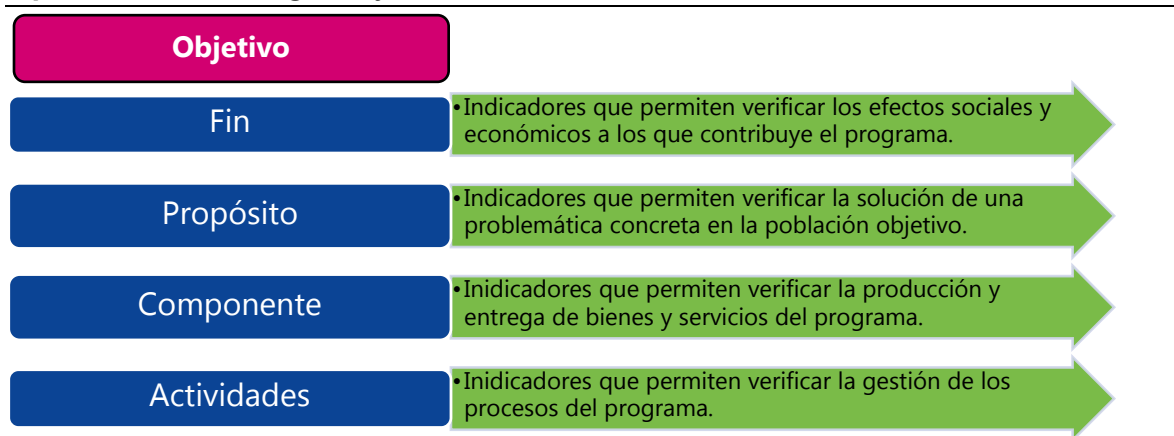 Objetivo
Fin
•Indicadores que permiten verificar los efectos sociales y
económicos a los que contribuye el programa.
Propósito
•Indicadores que permiten verificar la solución de una
problemática concreta en la población objetivo.
Componente
•Inidicadores que permiten verificar la producción y
entrega de bienes y servicios del programa.
Actividades
•Inidicadores que permiten verificar la gestión de los
procesos del programa.